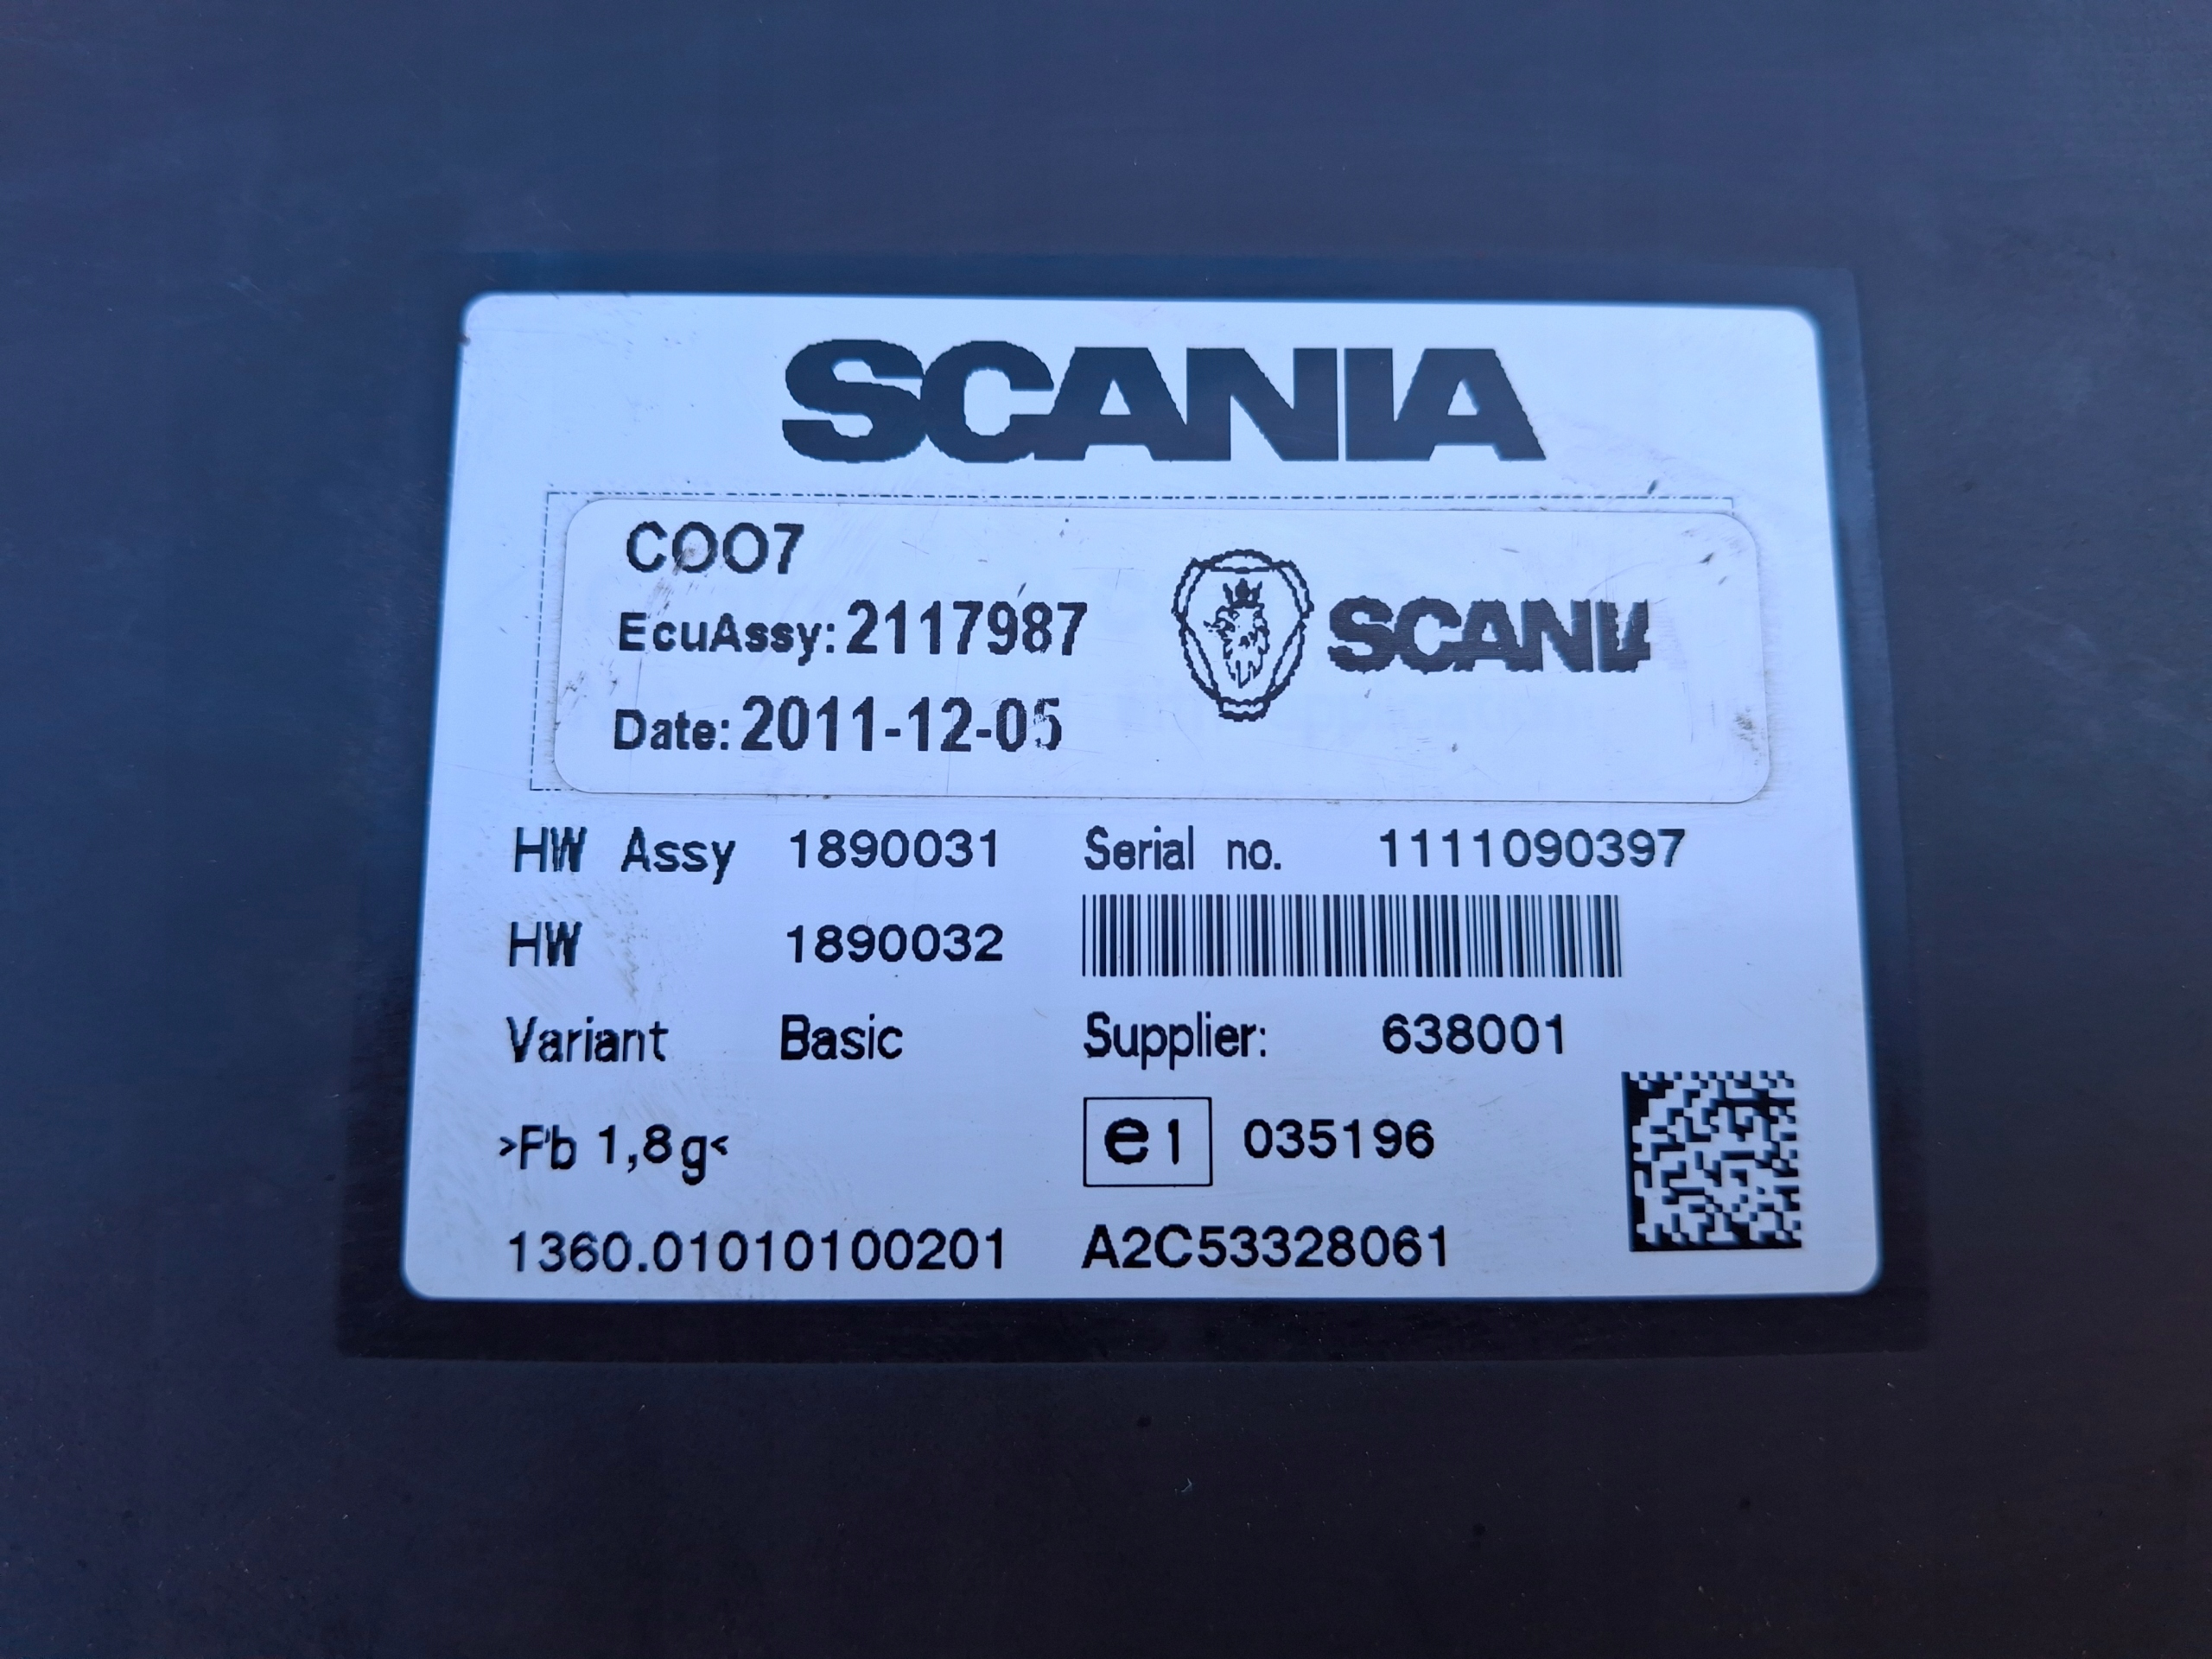 SCANIA
COO7
EcuAssy: 2117987
SCANIA
Date: 2011-12-05
HW Assy 1890031 Serial no. 1111090397
HW 1890032
Variant Basic Supplier: 638001
>Pb 1,8g< e1 035196
1360.01010100201 A2C53328061